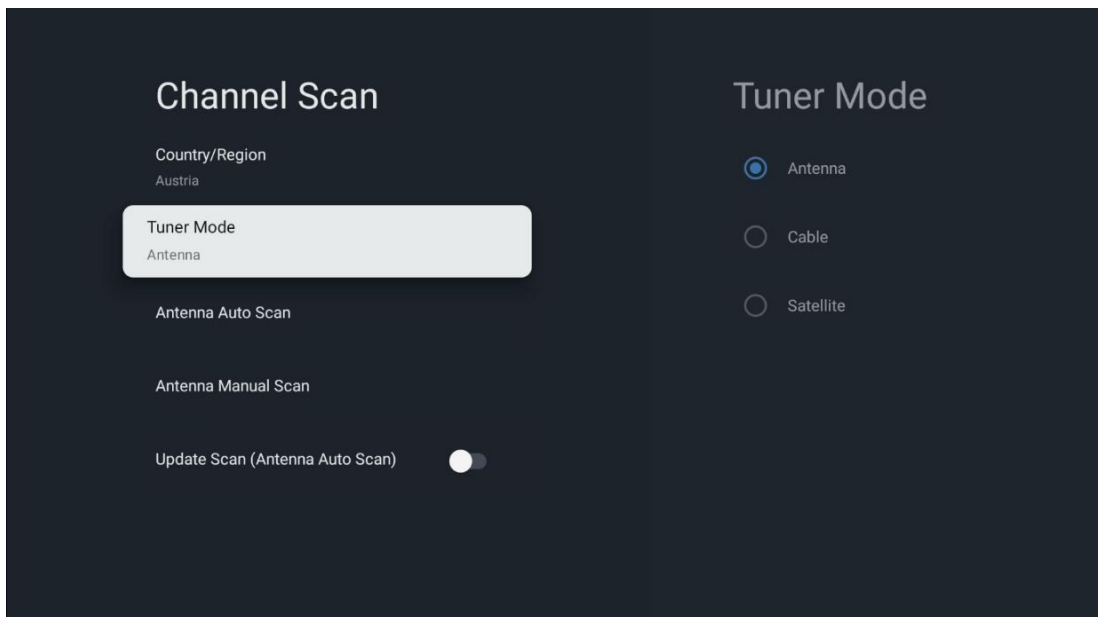 Channel Scan
Country/Region
Austria
Tuner Mode
Antenna
Antenna Auto Scan
Antenna Manual Scan
Update Scan (Antenna Auto Scan)
Tuner Mode
Antenna
Cable
Satellite